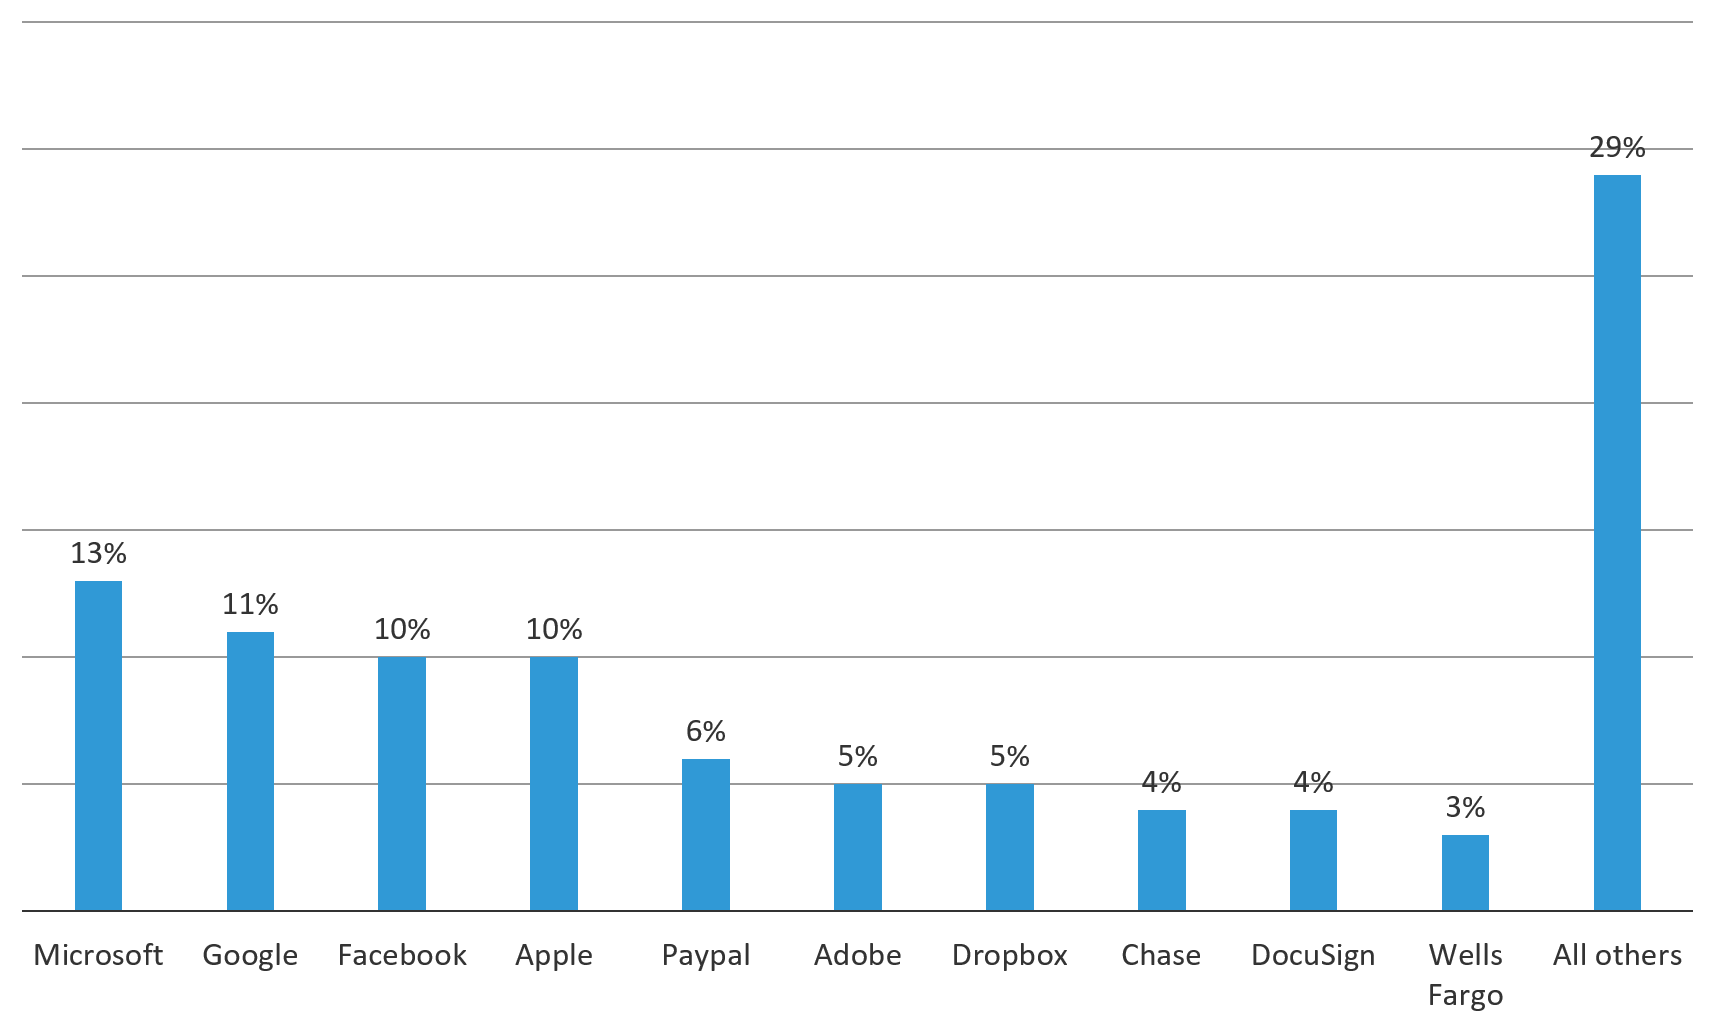 29%
13%
11%
10%
10%
6%
5%
5%
4%
4%
3%
Microsoft
Google
Facebook
Apple
Paypal
Adobe
Dropbox
Chase
DocuSign
Wells
Fargo
All others